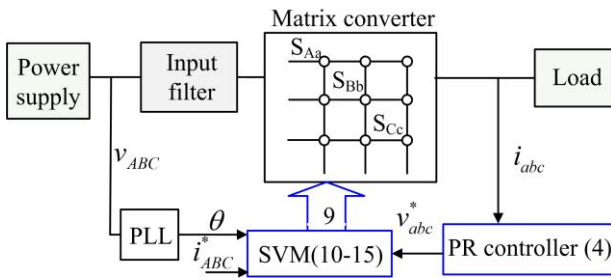 Matrix converter
Power
supply
Input
filter
S_Aa
S_Bb
S_Cc
Load
v_ABC
i_abc
PLL
θ
i*_ABC
9
v*_abc
SVM(10-15)
PR controller (4)